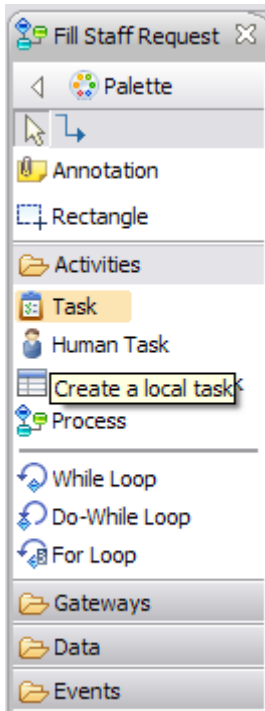 Fill Staff Request
Palette
Annotation
Rectangle
Activities
Task
Human Task
Create a local task
Process
While Loop
Do-While Loop
For Loop
Gateways
Data
Events